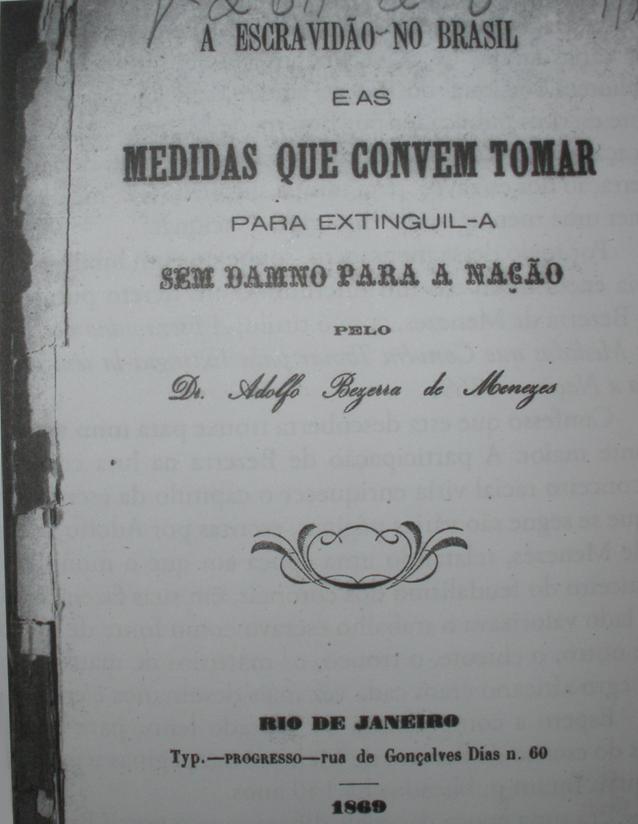 A ESCRAVIDÃO NO BRASIL
E AS
MEDIDAS QUE CONVEM TOMAR
PARA EXTINGUIL-A
SEM DAMNO PARA A NAÇÃO
PELO
Dr. Adolfo Bezerra de Menezes
RIO DE JANEIRO
Typ.—PROGRESSO—rua de Gonçalves Dias n. 60
1869